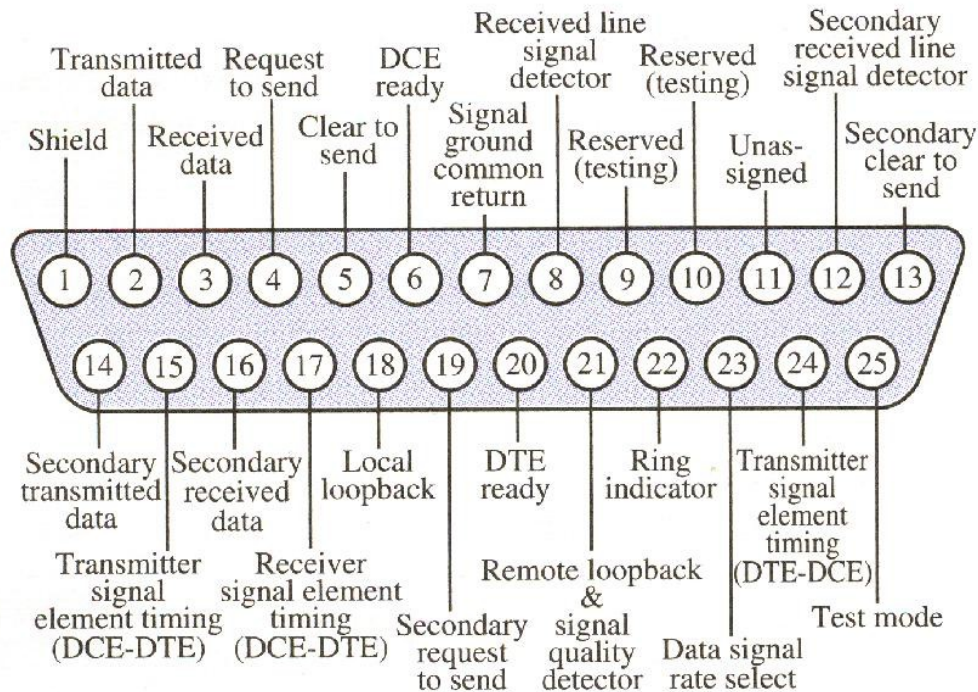 Shield
Transmitted
data
Received
data
Request
to send
Clear to
send
DCE
ready
Signal
ground
common
return
Received line
signal
detector
Reserved
(testing)
Reserved
(testing)
Unas-
signed
Secondary
received line
signal detector
Secondary
clear to
send
1 2 3 4 5 6 7 8 9 10 11 12 13
14 15 16 17 18 19 20 21 22 23 24 25
Secondary
transmitted
data
Transmitter
signal
element timing
(DCE-DTE)
Secondary
received
data
Receiver
signal element
timing
(DCE-DTE)
Local
loopback
Secondary
request
to send
DTE
ready
Remote loopback
&
signal
quality
detector
Ring
indicator
Data signal
rate select
Transmitter
signal
element
timing
(DTE-DCE)
Test mode